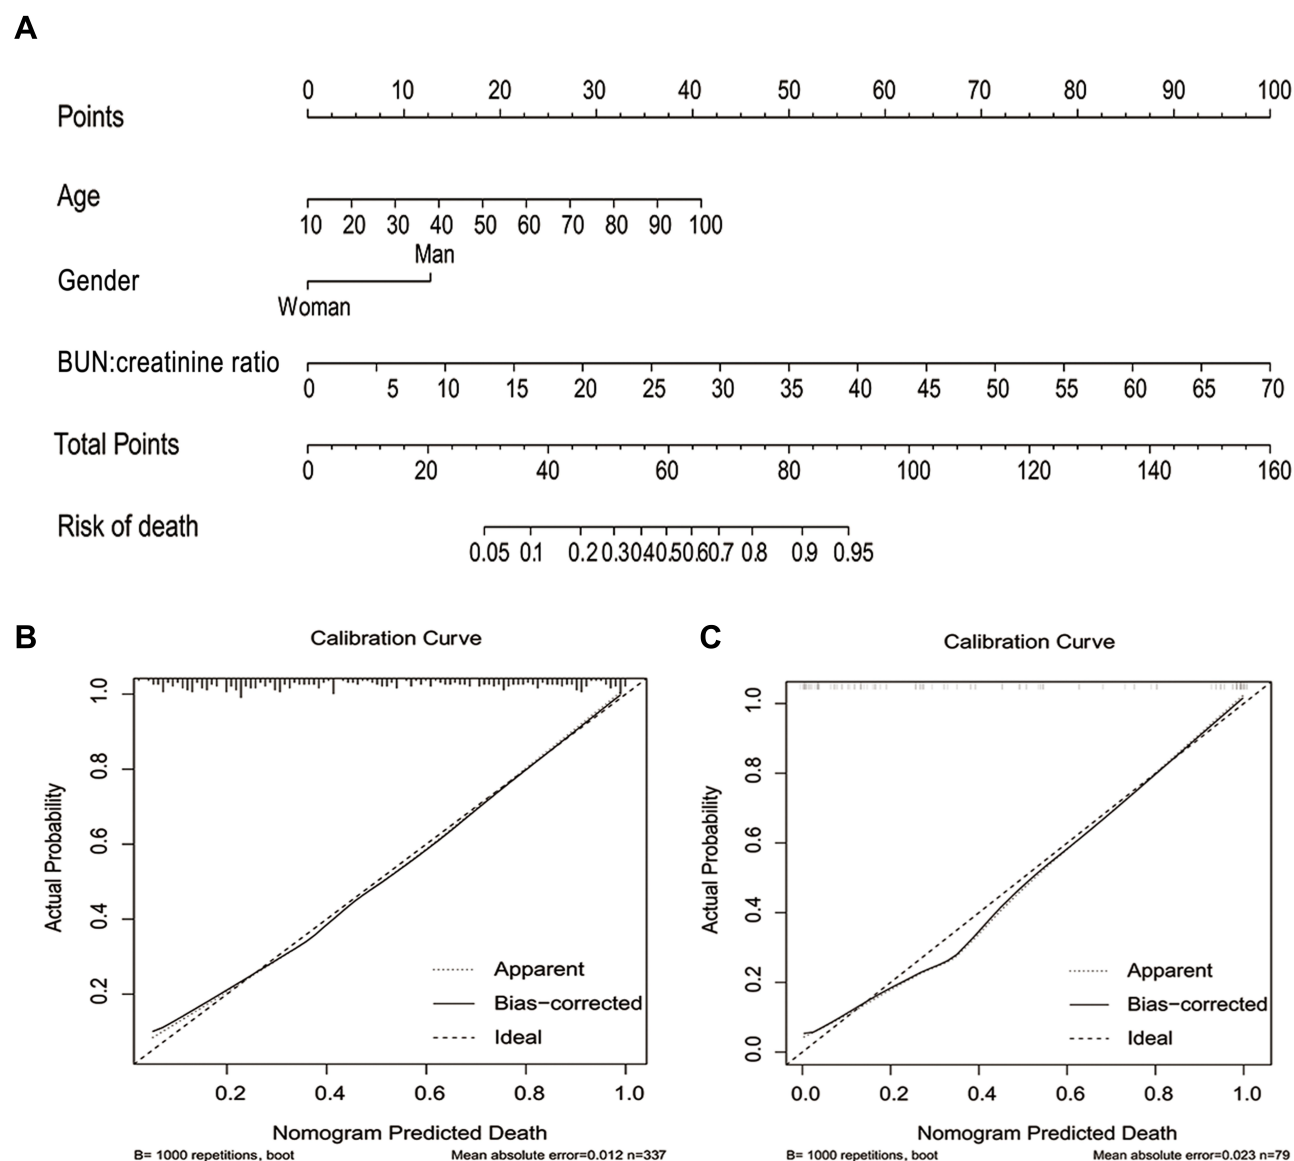 A
0 10 20 30 40 50 60 70 80 90 100
Points
Age
10 20 30 40 50 60 70 80 90 100
Man
Gender
Woman
BUN:creatinine ratio
0 5 10 15 20 25 30 35 40 45 50 55 60 65 70
Total Points
0 20 40 60 80 100 120 140 160
Risk of death
0.05 0.1 0.2 0.3 0.4 0.5 0.6 0.7 0.8 0.9 0.95
B
Calibration Curve
1.0
0.8
0.6
0.4
0.2
Actual Probability
Apparent
Bias-corrected
Ideal
0.2 0.4 0.6 0.8 1.0
Nomogram Predicted Death
B= 1000 repetitions, boot
Mean absolute error=0.012 n=337
C
Calibration Curve
1.0
0.8
0.6
0.4
0.2
0.0
Actual Probability
Apparent
Bias-corrected
Ideal
0.0 0.2 0.4 0.6 0.8 1.0
Nomogram Predicted Death
B= 1000 repetitions, boot
Mean absolute error=0.023 n=79